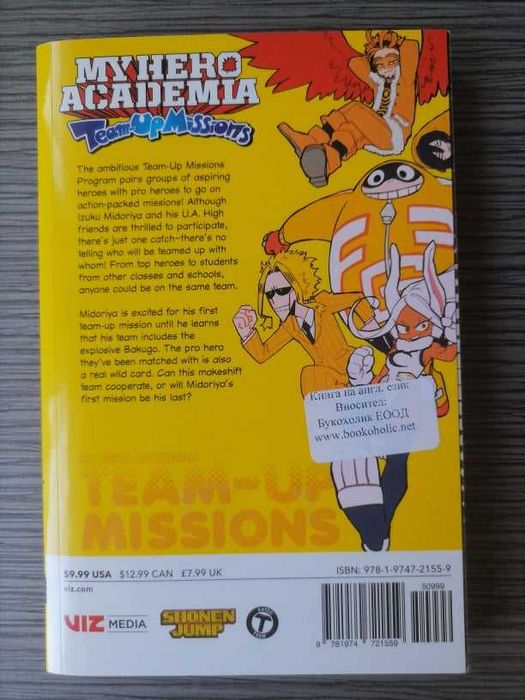 MY HERO
ACADEMIA
Team-Up Missions
The ambitious Team-Up Missions
Program pairs groups of aspiring
heroes with pro heroes to go on
action-packed missions! Although
Izuku Midoriya and his U.A. High
friends are thrilled to participate,
there's just one catch—there's no
telling who will be teamed up with
whom! From top heroes to students
from other classes and schools,
anyone could be on the same team.
Midoriya is excited for his first
team-up mission until he learns
that his team includes the
explosive Bakugo. The pro hero
they've been matched with is also
a real wild card. Can this makeshift
team cooperate, or will Midoriya's
first mission be his last?
Книга на англ. език
Вносител:
Букохолик ЕООД
www.bookoholic.net
MY HERO ACADEMIA
TEAM-UP
MISSIONS
$9.99 USA $12.99 CAN £7.99 UK
viz.com
ISBN: 978-1-9747-2155-9
50999
VIZ MEDIA
SHONEN
JUMP
RATED
T
TEEN
9 781974 721559